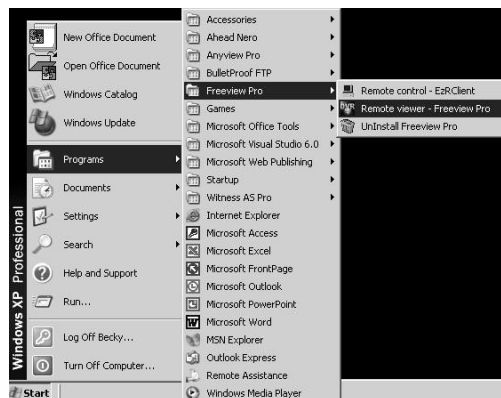 New Office Document
Open Office Document
Windows Catalog
Windows Update
Programs
Documents
Settings
Search
Help and Support
Run...
Log Off Becky...
Turn Off Computer...
Windows XP Professional
Start
Accessories
Ahead Nero
Anyview Pro
BulletProof FTP
Freeview Pro
Games
Microsoft Office Tools
Microsoft Visual Studio 6.0
Microsoft Web Publishing
Startup
Witness AS Pro
Internet Explorer
Microsoft Access
Microsoft Excel
Microsoft FrontPage
Microsoft Outlook
Microsoft PowerPoint
Microsoft Word
MSN Explorer
Outlook Express
Remote Assistance
Windows Media Player
Remote control - EzRClient
Remote viewer - Freeview Pro
UnInstall Freeview Pro